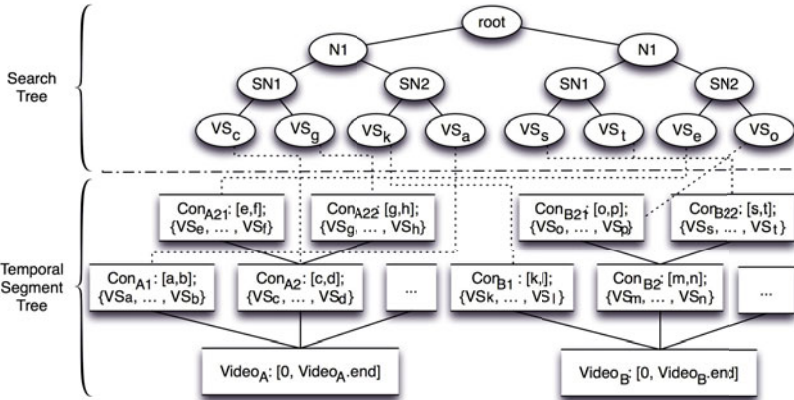 root
N1
N1
Search
Tree
SN1
SN2
SN1
SN2
VSc
VSg
VSk
VSa
VSs
VSt
VSe
VSo
ConA21: [e,f];
{VSe, ... , VSf}
ConA22: [g,h];
{VSg, ... , VSh}
ConB21: [o,p];
{VSo, ... , VSp}
ConB22: [s,t];
{VSs, ... , VSt}
Temporal
Segment
Tree
ConA1: [a,b];
{VSa, ... , VSb}
ConA2: [c,d];
{VSc, ... , VSd}
...
ConB1: [k,l];
{VSk, ... , VSl}
ConB2: [m,n];
{VSm, ... , VSn}
...
VideoA: [0, VideoA.end]
VideoB: [0, VideoB.end]